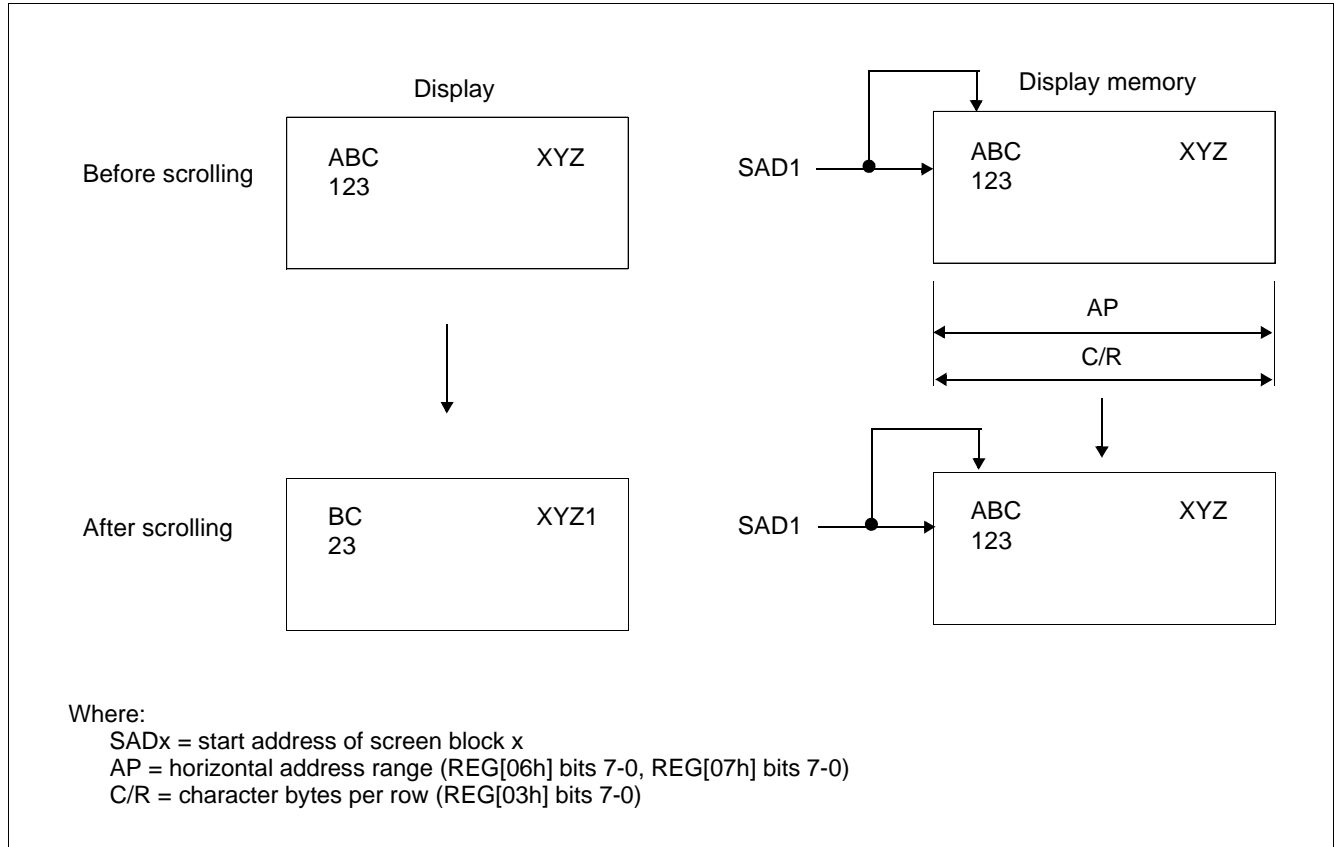 Display
Display memory
Before scrolling
ABC XYZ
123
SAD1
ABC XYZ
123
AP
C/R
After scrolling
BC XYZ1
23
SAD1
ABC XYZ
123
Where:
SADx = start address of screen block x
AP = horizontal address range (REG[06h] bits 7-0, REG[07h] bits 7-0)
C/R = character bytes per row (REG[03h] bits 7-0)